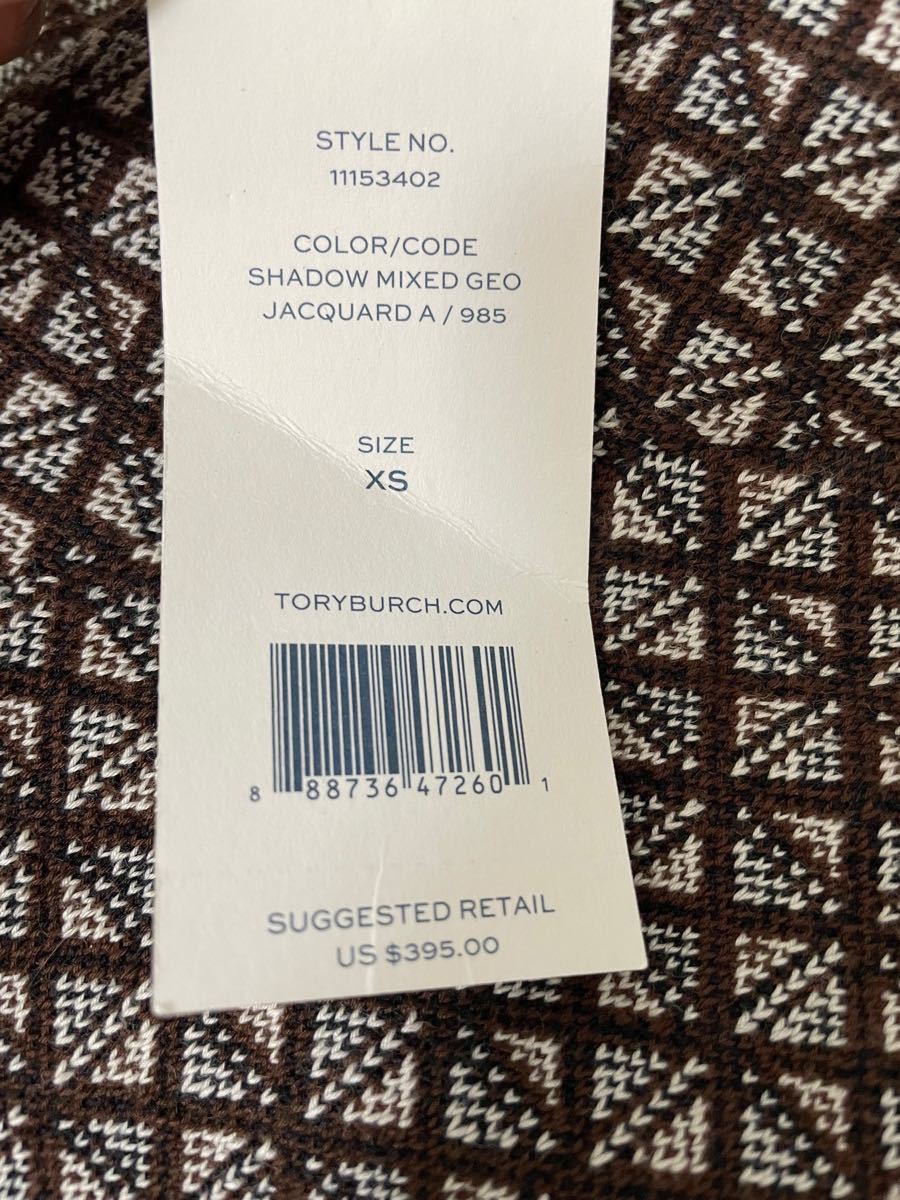 STYLE NO.
11153402
COLOR/CODE
SHADOW MIXED GEO
JACQUARD A / 985
SIZE
XS
TORYBURCH.COM
8 88736 47260 1
SUGGESTED RETAIL
US $395.00